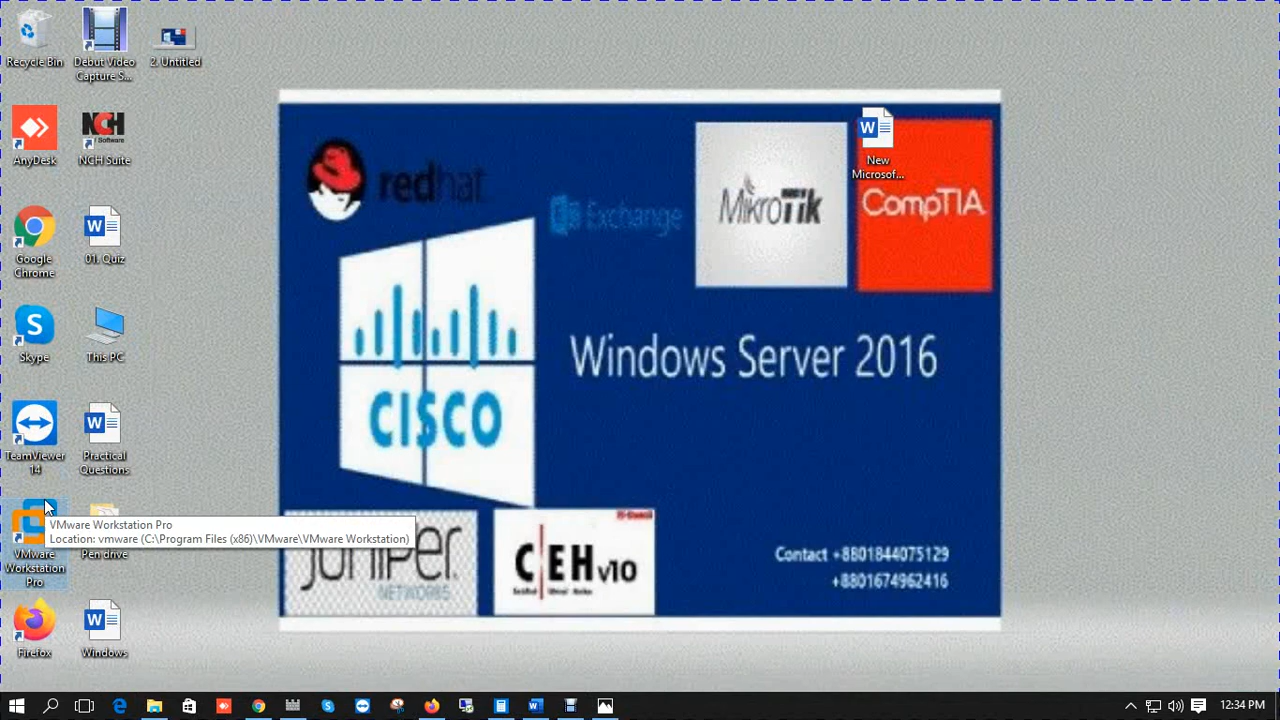 Recycle Bin
Debut Video
Capture S...
2. Untitled
AnyDesk
NCH
Software
NCH Suite
Google
Chrome
01. Quiz
Skype
This PC
TeamViewer
14
Practical
Questions
VMware Workstation Pro
Location: vmware (C:\Program Files (x86)\VMware\VMware Workstation)
VMware
Workstation
Pro
Pen drive
Firefox
Windows
redhat
Exchange
MikroTik
New
Microsof...
CompTIA
Windows Server 2016
CISCO
JUNIPER
NETWORKS
CEH v10
Contact +8801844075129
+8801674962416
12:34 PM